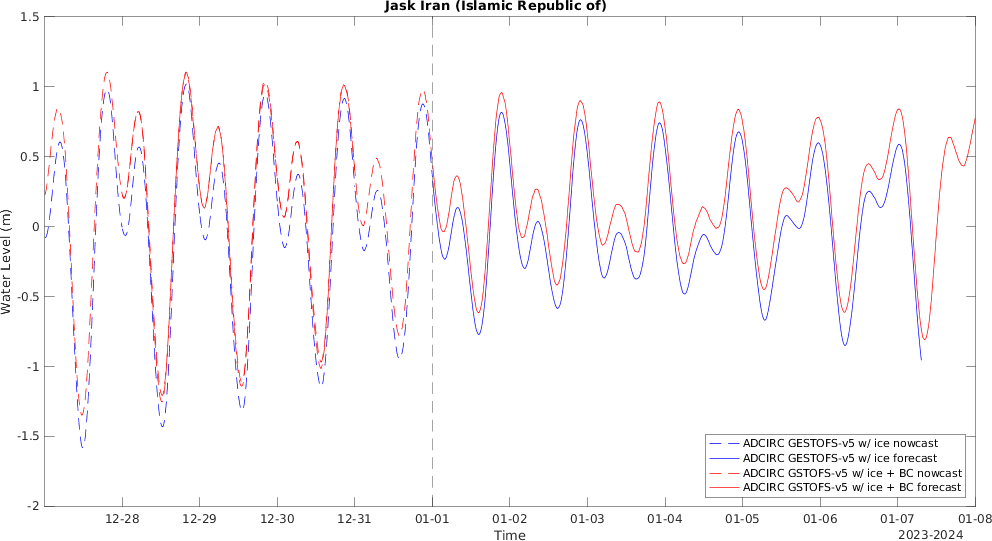 Jask Iran (Islamic Republic of)
1.5
1
0.5
0
-0.5
-1
-1.5
-2
Water Level (m)
12-28 12-29 12-30 12-31 01-01 01-02 01-03 01-04 01-05 01-06 01-07 01-08
Time
2023-2024
ADCIRC GESTOFS-v5 w/ ice nowcast
ADCIRC GESTOFS-v5 w/ ice forecast
ADCIRC GSTOFS-v5 w/ ice + BC nowcast
ADCIRC GSTOFS-v5 w/ ice + BC forecast